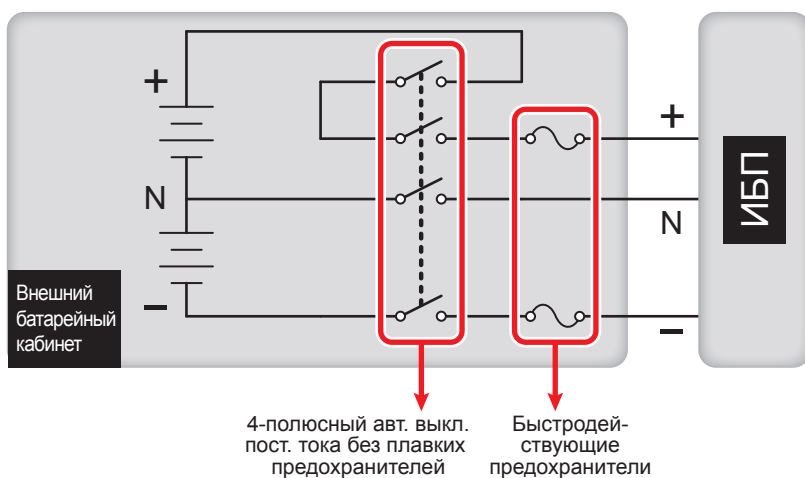 +
N
−
Внешний
батарейный
кабинет
+
N
−
ИБП
4-полюсный авт. выкл.
пост. тока без плавких
предохранителей
Быстродей-
ствующие
предохранители